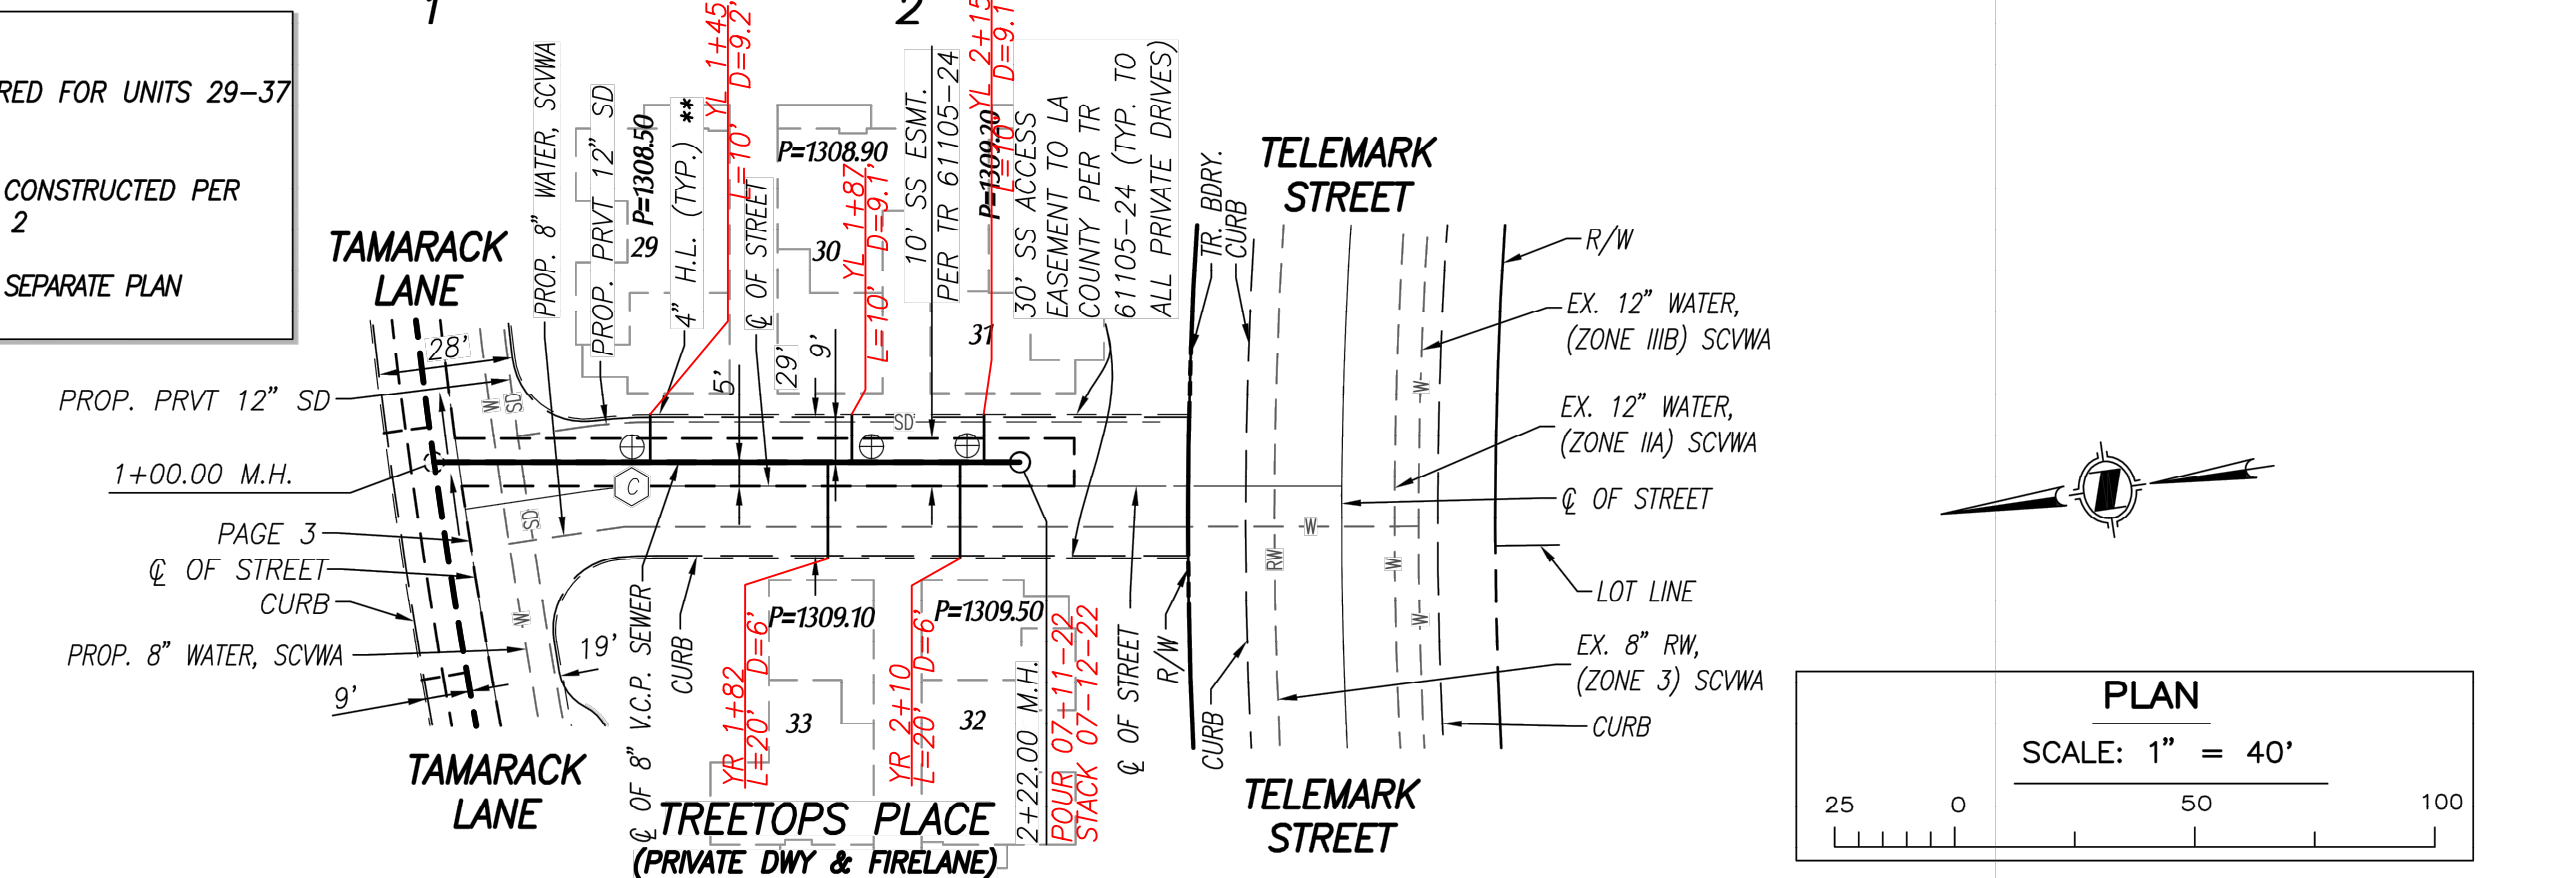 1
2
RED FOR UNITS 29-37
CONSTRUCTED PER
2
SEPARATE PLAN
TAMARACK
LANE
28'
PROP. PRVT 12" SD
1+00.00 M.H.
PAGE 3
℄ OF STREET
CURB
PROP. 8" WATER, SCVWA
9'
TAMARACK
LANE
19'
PROP. 8" WATER, SCVWA
PROP. PRVT 12" SD
P=1308.50
29
4" H.L. (TYP.) **
YL 1+45
D=9.2'
L=10'
℄ OF STREET
P=1308.90
30
YL 1+87
L=10' D=9.1'
10' SS ESMT.
PER TR 61105-24
YL 2+15
D=9.1
L=10
P=1309.20
31
30' SS ACCESS
EASEMENT TO LA
COUNTY PER TR
61105-24 (TYP. TO
ALL PRIVATE DRIVES)
5'
29'
9'
W
SD
SD
SD
W
C
℄ OF 8" V.C.P. SEWER
CURB
YR 1+82
L=20' D=6'
P=1309.10
33
YR 2+10
L=20' D=6'
P=1309.50
32
2+22.00 M.H.
POUR 07-11-22
STACK 07-12-22
℄ OF STREET
R/W
TREETOPS PLACE
(PRIVATE DWY & FIRELANE)
TR. BDRY.
CURB
TELEMARK
STREET
R/W
EX. 12" WATER,
(ZONE IIIB) SCVWA
EX. 12" WATER,
(ZONE IIA) SCVWA
℄ OF STREET
LOT LINE
EX. 8" RW,
(ZONE 3) SCVWA
CURB
W
W
RW
W
W
CURB
TELEMARK
STREET
PLAN
SCALE: 1" = 40'
25 0 50 100